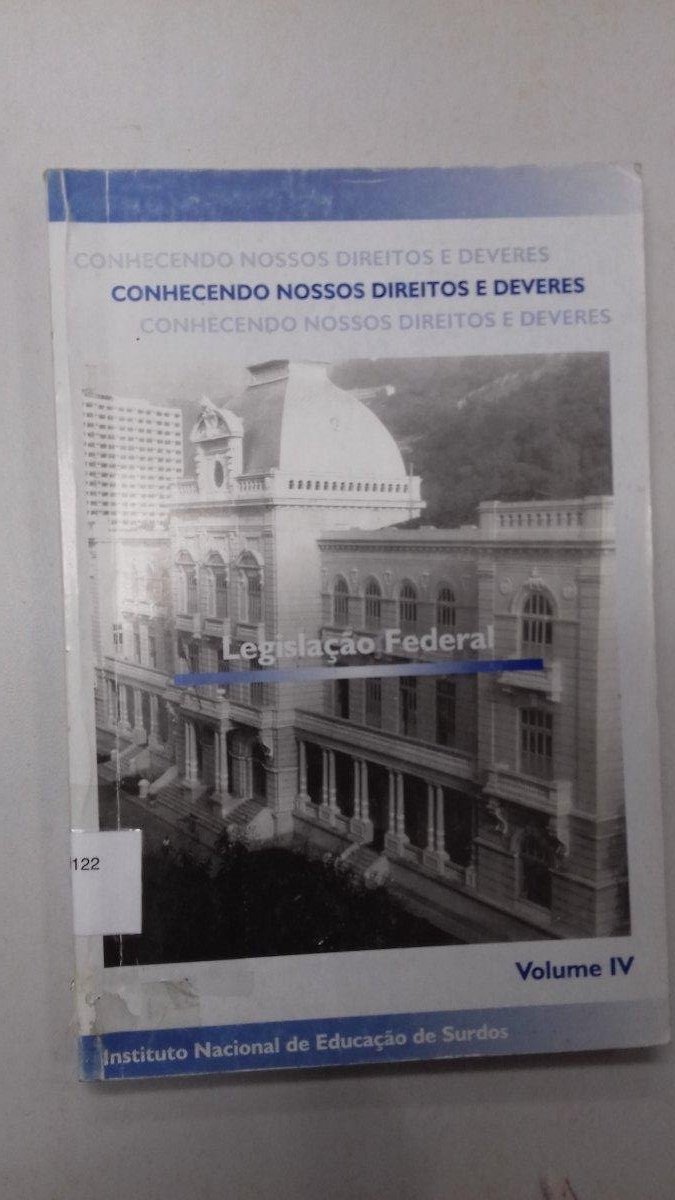 CONHECENDO NOSSOS DIREITOS E DEVERES
CONHECENDO NOSSOS DIREITOS E DEVERES
CONHECENDO NOSSOS DIREITOS E DEVERES
Legislação Federal
122
Volume IV
Instituto Nacional de Educação de Surdos